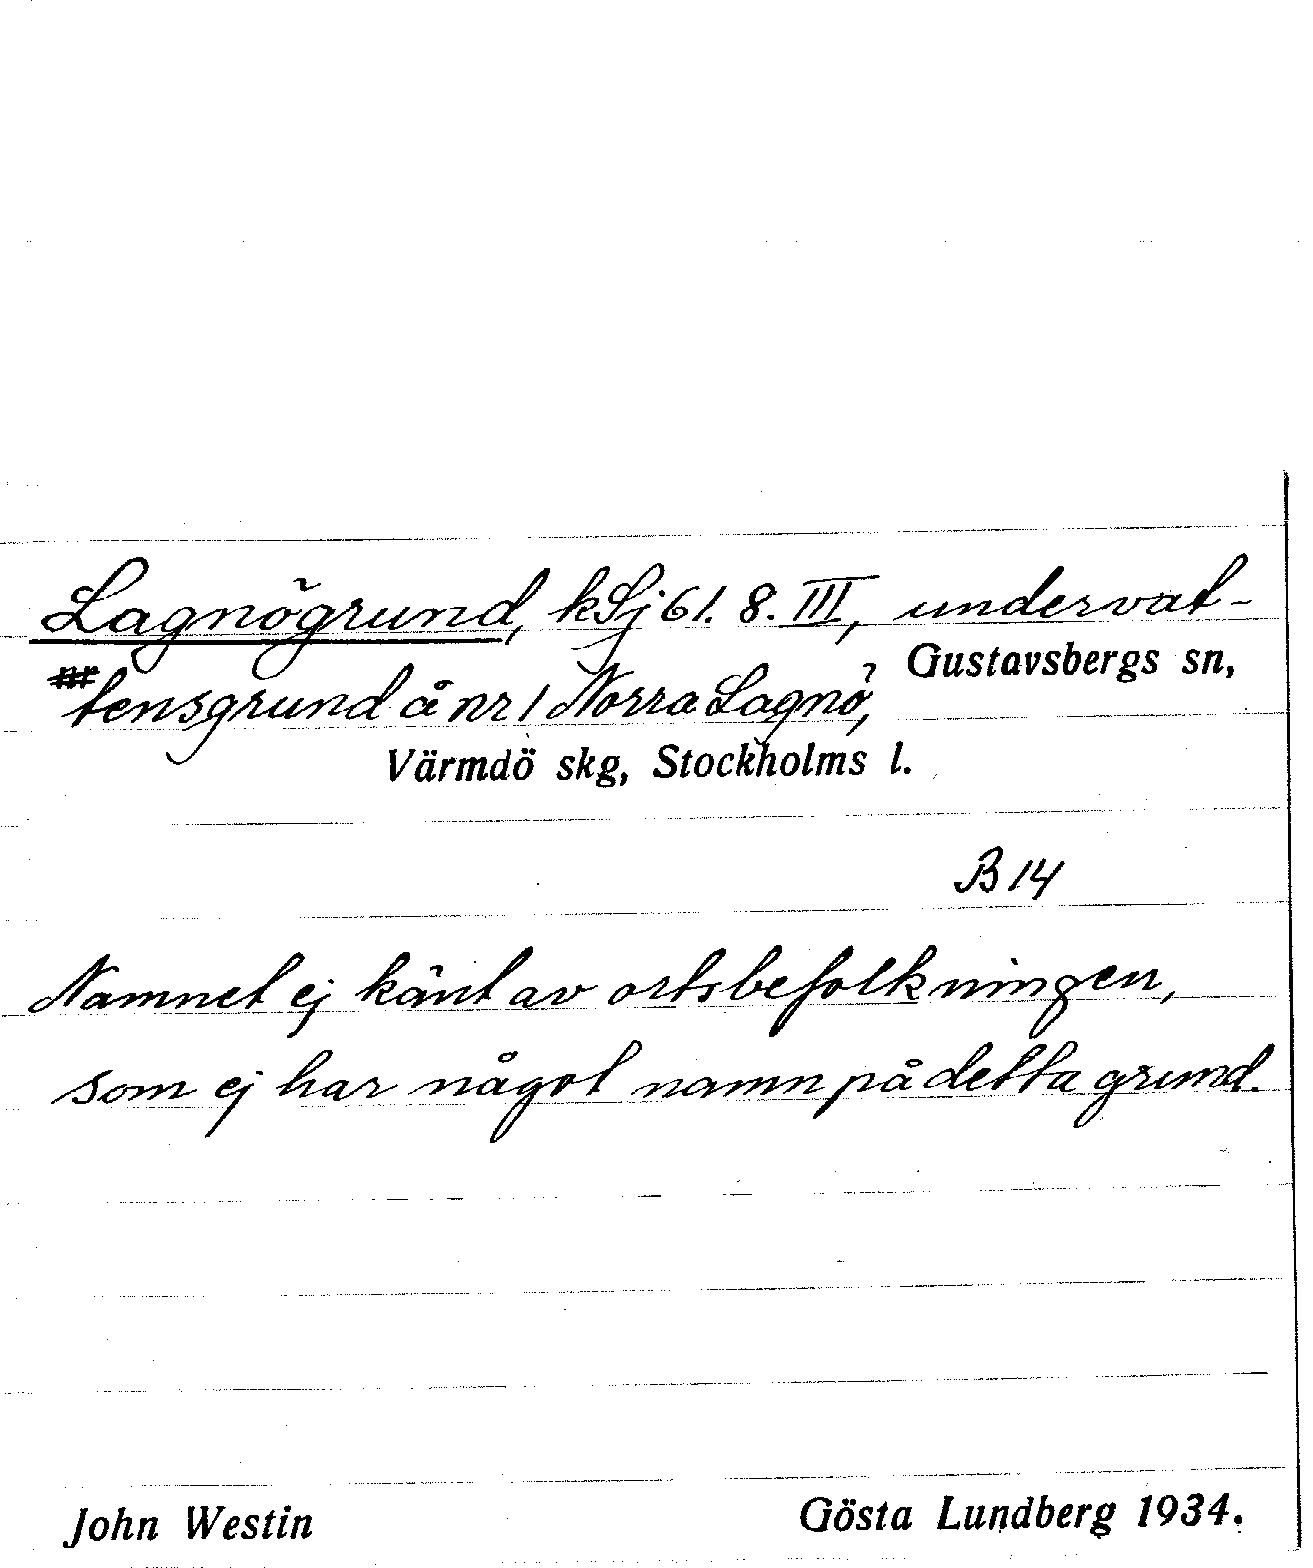 Lagnögrund, kSj 61. 8. III, undervat-
tensgrund å nr 1 Norra Lagnö, Gustavsbergs sn,
Värmdö skg, Stockholms l.
B 14
Namnet ej känt av ortsbefolkningen,
som ej har något namn på detta grund.
John Westin Gösta Lundberg 1934.